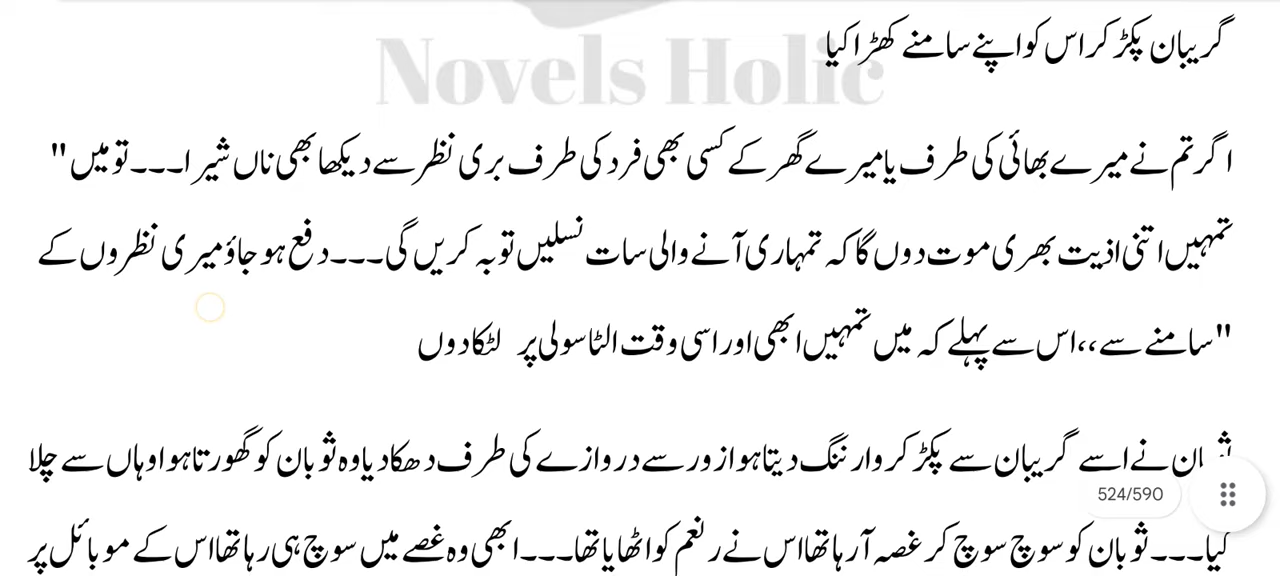 Novels Holic
گریبان پکڑ کر اس کو اپنے سامنے کھڑا کیا
اگر تم نے میرے بھائی کی طرف یا میرے گھر کے کسی بھی فرد کی طرف بری نظر سے دیکھا بھی ناں شیرا۔۔۔ تو میں "
تمہیں اتنی اذیت بھری موت دوں گا کہ تمہاری آنے والی سات نسلیں توبہ کریں گی۔۔۔ دفع ہو جاؤ میری نظروں کے
"سامنے سے،، اس سے پہلے کہ میں تمہیں ابھی اور اسی وقت الٹا سولی پر لٹکا دوں
نے اسے گریبان سے پکڑ کر وارننگ دیتا ہوا زور سے دروازے کی طرف دھکا دیا وہ ثوبان کو گھورتا ہوا وہاں سے چلا
524/590
گیا۔۔۔ ثوبان کو سوچ سوچ کر غصہ آرہا تھا اس نے رنعم کو اٹھایا تھا۔۔۔ ابھی وہ غصے میں سوچ ہی رہا تھا اس کے موبائل پر